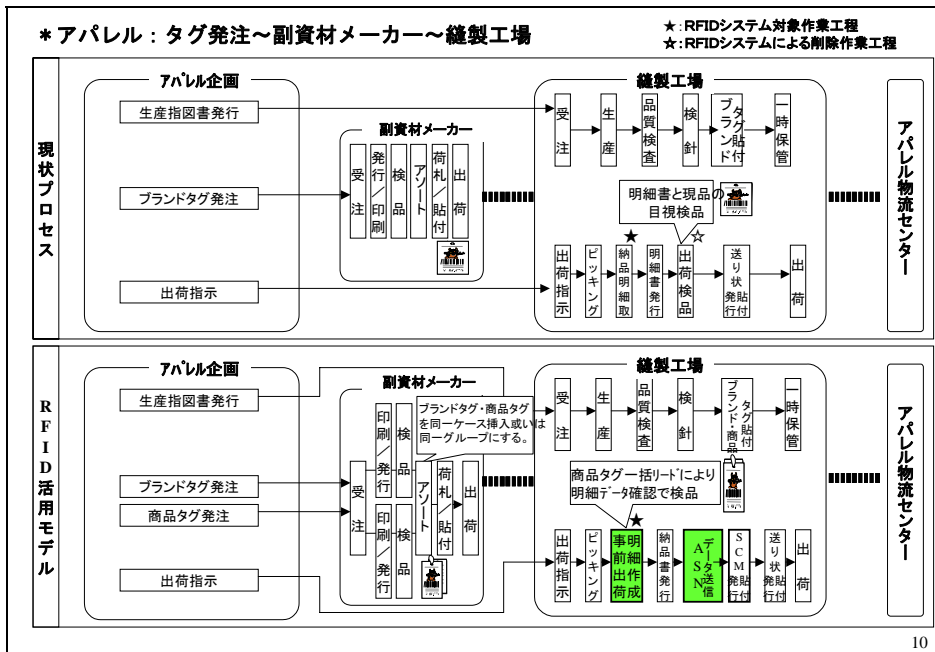 *アパレル：タグ発注～副資材メーカー～縫製工場
★：RFIDシステム対象作業工程
☆：RFIDシステムによる削除作業工程
現状プロセス
アパレル企画
生産指図書発行
ブランドタグ発注
出荷指示
副資材メーカー
受注
発行/印刷
検品
アソート
荷札/貼付
出荷
縫製工場
受注
生産
品質検査
検針
ブランド
タグ貼付
一時保管
明細書と現品の
目視検品
★
☆
出荷指示
ピッキング
納品明細取
明細書発行
出荷検品
送り状
発行貼付
出荷
アパレル物流センター
RFID活用モデル
アパレル企画
生産指図書発行
ブランドタグ発注
商品タグ発注
出荷指示
副資材メーカー
受注
印刷/発行
検品
印刷/発行
検品
ブランドタグ・商品タグ
を同一ケース挿入或いは
同一グループにする。
アソート
荷札/貼付
出荷
縫製工場
受注
生産
品質検査
検針
ブランド・商品
タグ貼付
一時保管
商品タグ一括リードにより
明細データ確認で検品
★
出荷指示
ピッキング
事前出荷
明細作成
納品書発行
ASN
データ送信
SCM
発行貼付
送り状
発行貼付
出荷
アパレル物流センター
10